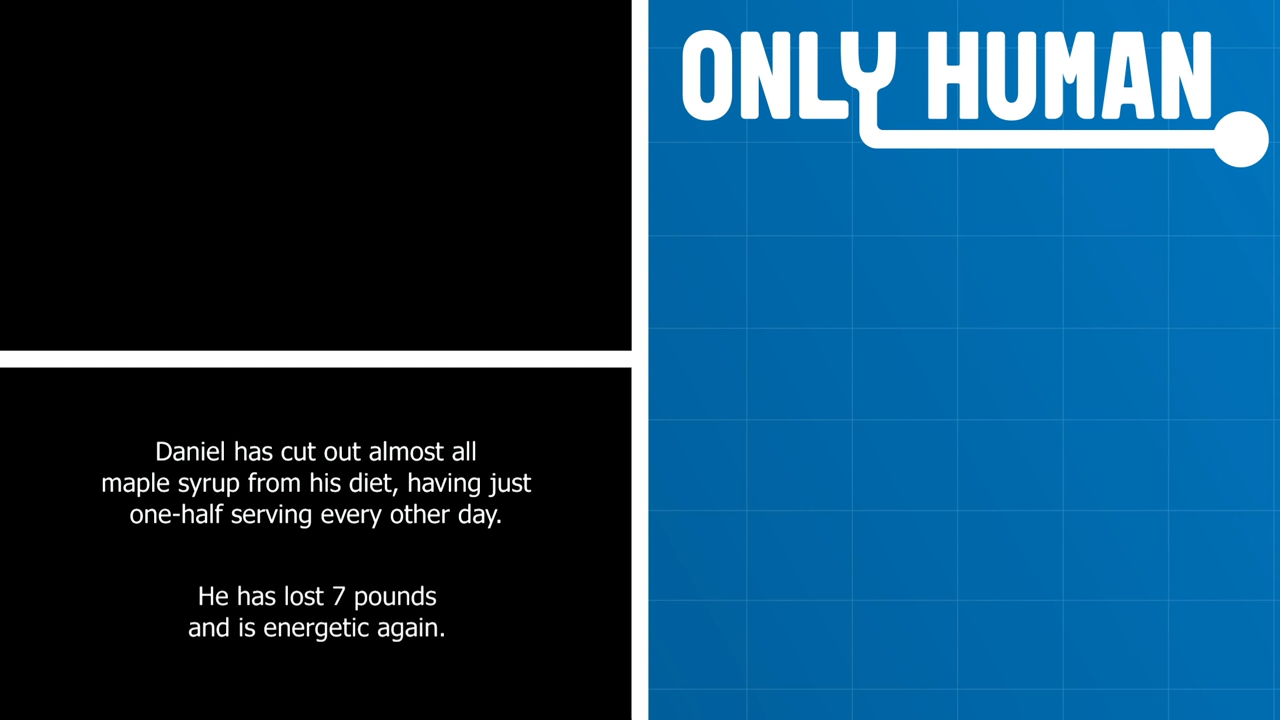 ONLY HUMAN
Daniel has cut out almost all
maple syrup from his diet, having just
one-half serving every other day.
He has lost 7 pounds
and is energetic again.